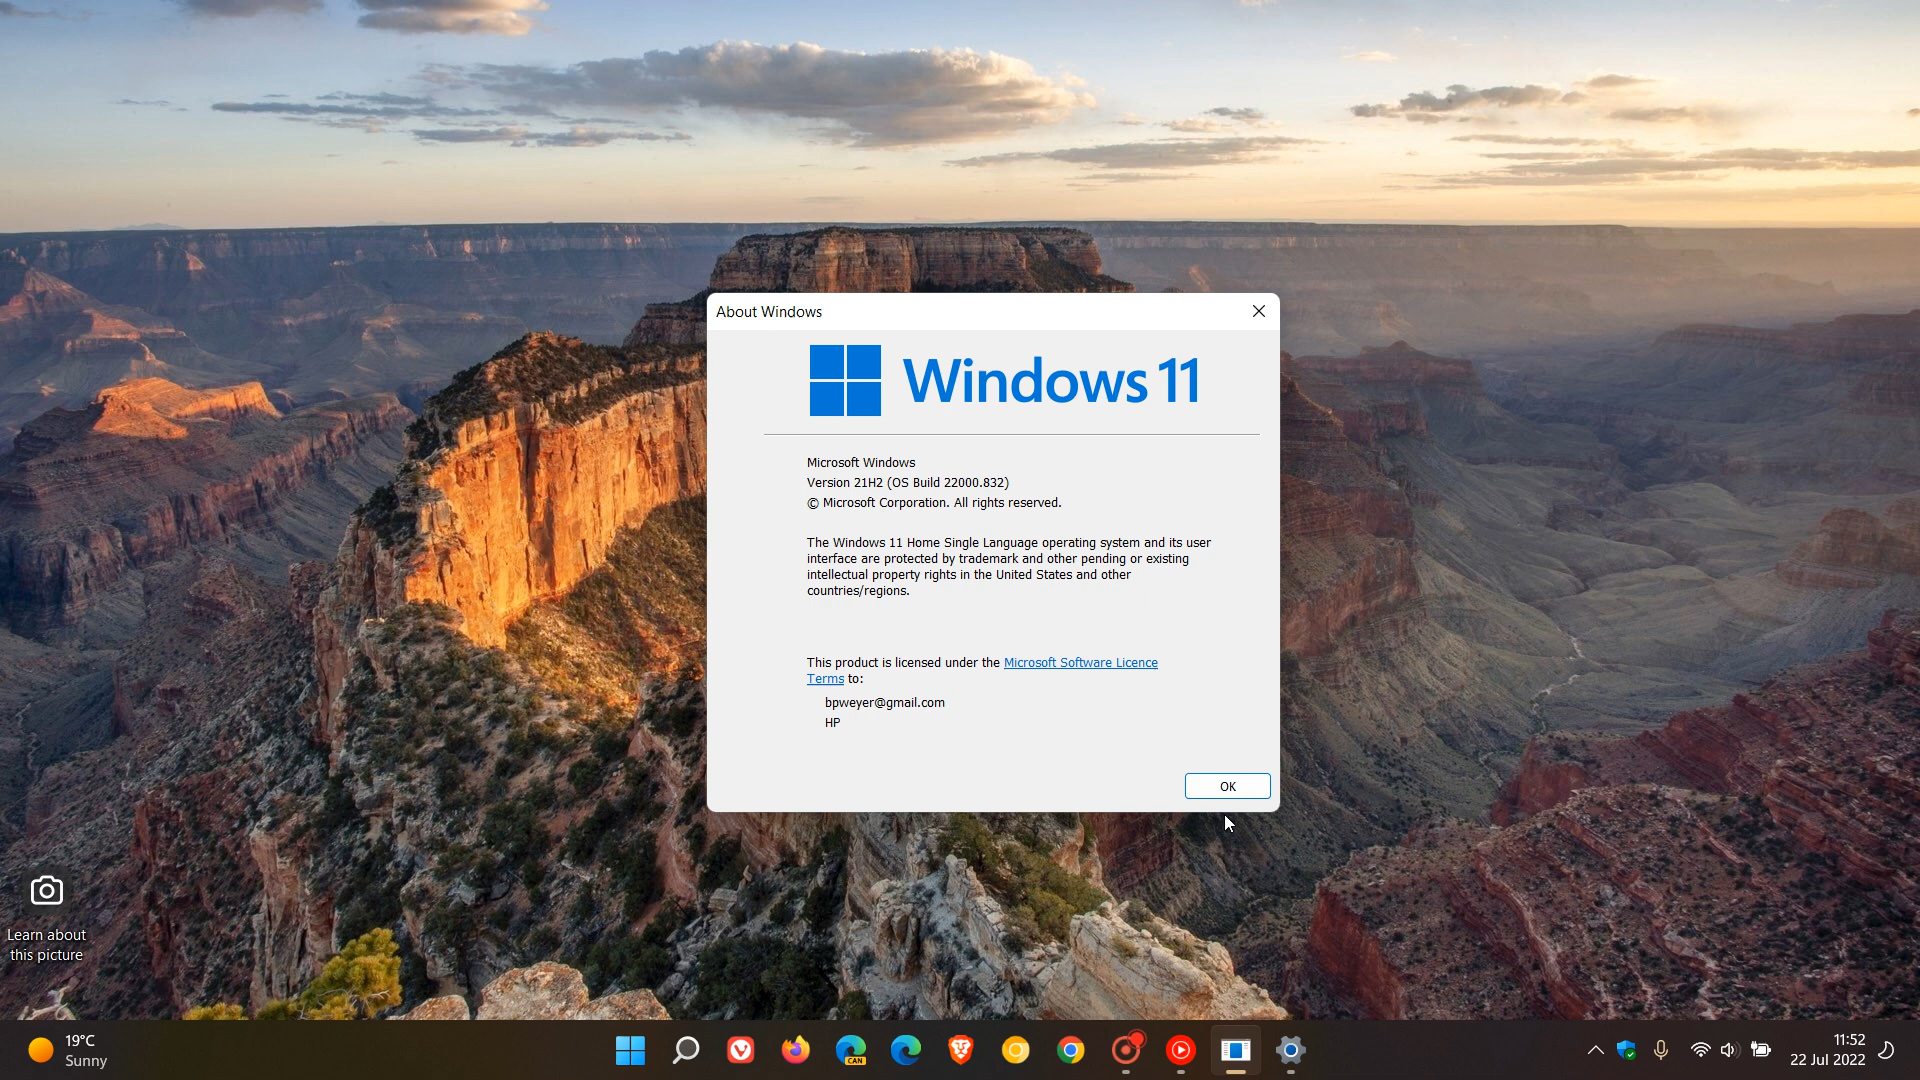 About Windows
Windows 11
Microsoft Windows
Version 21H2 (OS Build 22000.832)
© Microsoft Corporation. All rights reserved.
The Windows 11 Home Single Language operating system and its user
interface are protected by trademark and other pending or existing
intellectual property rights in the United States and other
countries/regions.
This product is licensed under the Microsoft Software Licence
Terms to:
bpweyer@gmail.com
HP
OK
Learn about
this picture
19°C
Sunny
CAN
11:52
22 Jul 2022